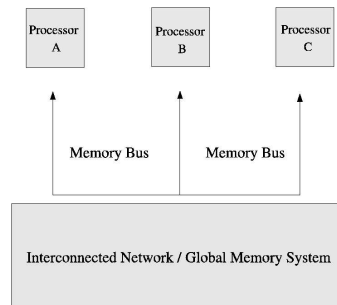 Processor
A
Processor
B
Processor
C
Memory Bus
Memory Bus
Interconnected Network / Global Memory System